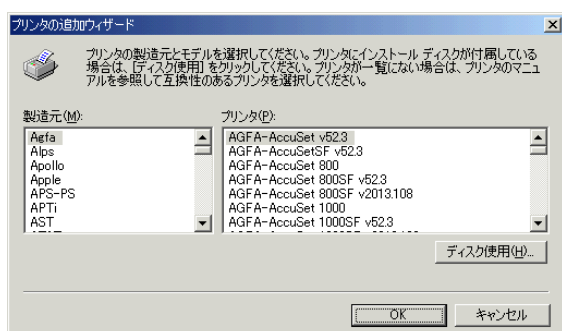 プリンタの追加ウィザード
プリンタの製造元とモデルを選択してください。プリンタにインストール ディスクが付属している
場合は、[ディスク使用] をクリックしてください。プリンタが一覧にない場合は、プリンタのマニュ
アルを参照して互換性のあるプリンタを選択してください。
製造元(M):
Agfa
Alps
Apollo
Apple
APS-PS
APTi
AST
プリンタ(P):
AGFA-AccuSet v52.3
AGFA-AccuSetSF v52.3
AGFA-AccuSet 800
AGFA-AccuSet 800SF v52.3
AGFA-AccuSet 800SF v2013.108
AGFA-AccuSet 1000
AGFA-AccuSet 1000SF v52.3
ディスク使用(H)...
OK
キャンセル